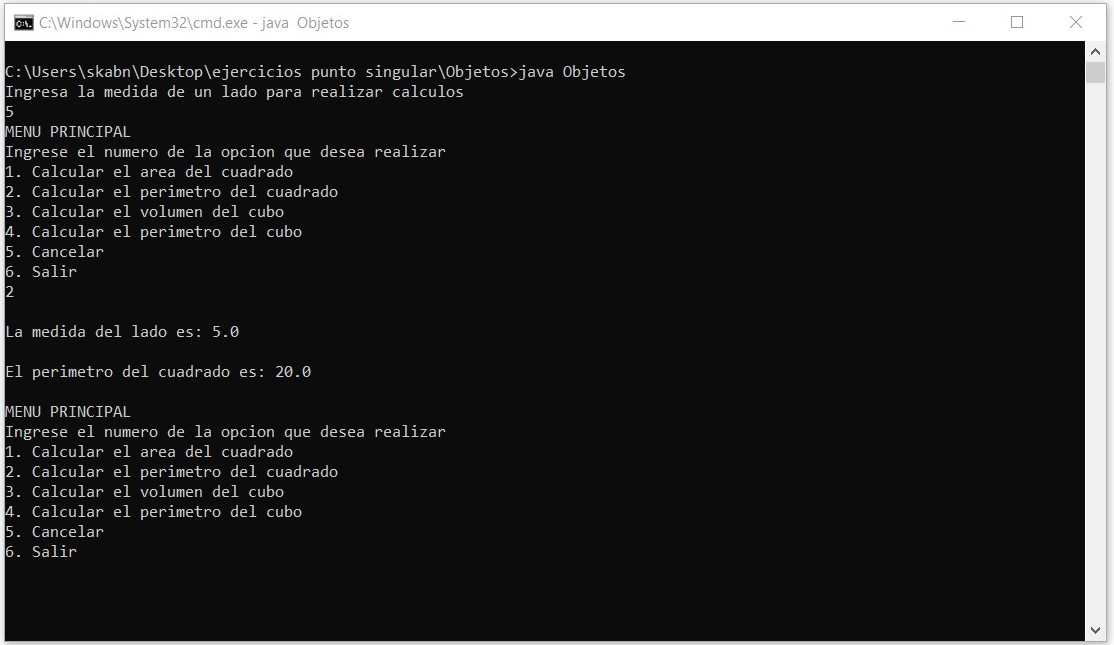 C:\Windows\System32\cmd.exe - java  Objetos
C:\Users\skabn\Desktop\ejercicios punto singular\Objetos>java Objetos
Ingresa la medida de un lado para realizar calculos
5
MENU PRINCIPAL
Ingrese el numero de la opcion que desea realizar
1. Calcular el area del cuadrado
2. Calcular el perimetro del cuadrado
3. Calcular el volumen del cubo
4. Calcular el perimetro del cubo
5. Cancelar
6. Salir
2
La medida del lado es: 5.0
El perimetro del cuadrado es: 20.0
MENU PRINCIPAL
Ingrese el numero de la opcion que desea realizar
1. Calcular el area del cuadrado
2. Calcular el perimetro del cuadrado
3. Calcular el volumen del cubo
4. Calcular el perimetro del cubo
5. Cancelar
6. Salir